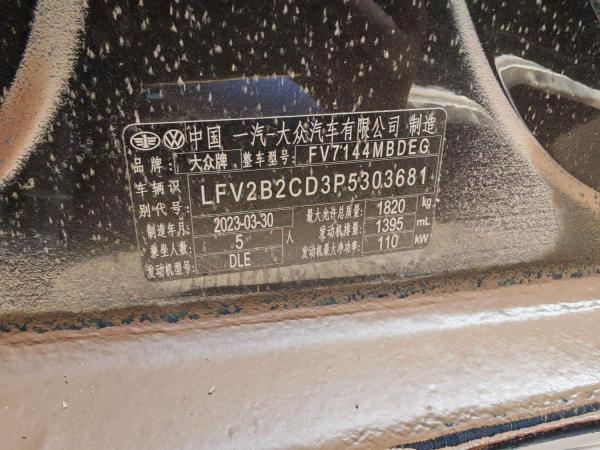 中国 一汽-大众汽车有限公司 制造
品牌: 大众牌 整车型号: FV7144MBDEG
车辆识别代号: LFV2B2CD3P5303681
制造年月: 2023-03-30 最大允许总质量: 1820 kg
乘坐人数: 5 人 发动机排量: 1395 mL
发动机型号: DLE 发动机最大净功率: 110 kW